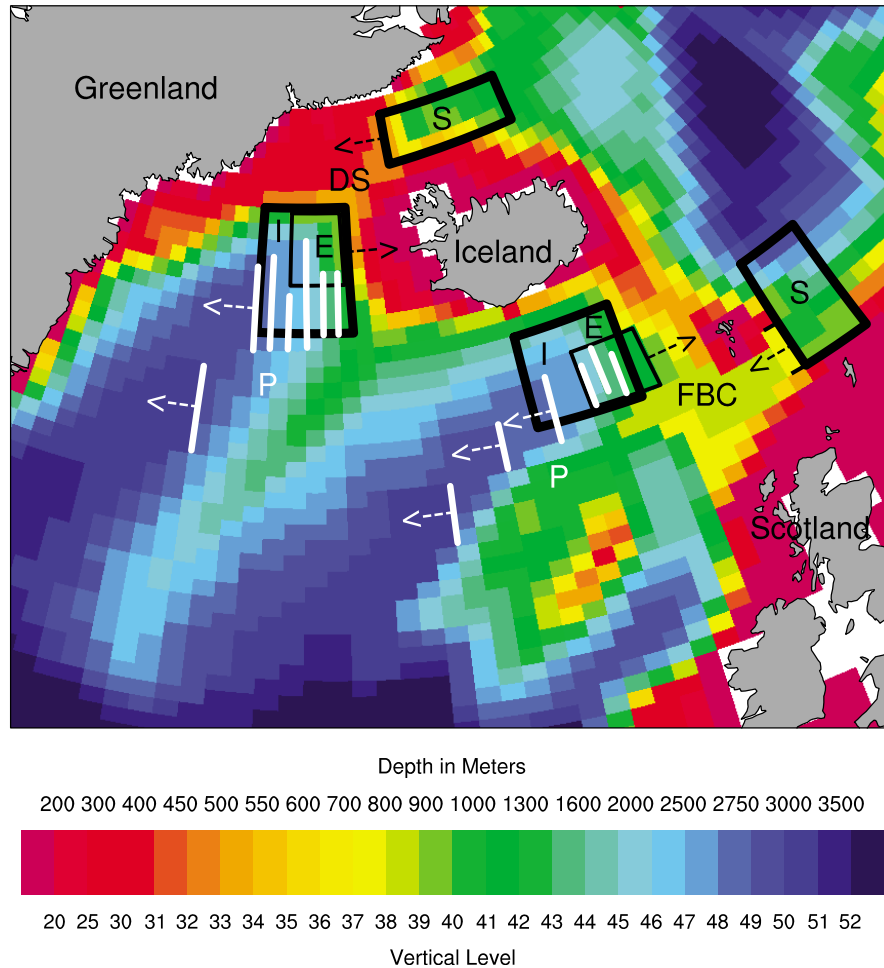 Greenland
S
DS
I
E
Iceland
S
E
I
P
FBC
P
Scotland
Depth in Meters
200 300 400 450 500 550 600 700 800 900 1000 1300 1600 2000 2500 2750 3000 3500
20 25 30 31 32 33 34 35 36 37 38 39 40 41 42 43 44 45 46 47 48 49 50 51 52
Vertical Level